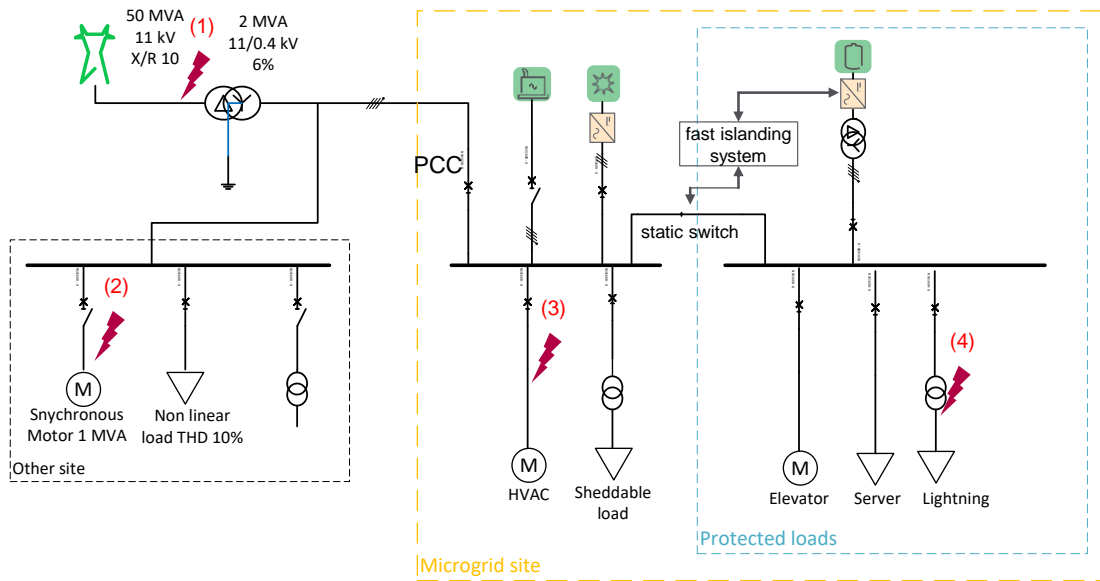 50 MVA
11 kV
X/R 10
(1)
2 MVA
11/0.4 kV
6%
PCC
fast islanding
system
static switch
(2)
(3)
(4)
M
Snychronous
Motor 1 MVA
Non linear
load THD 10%
Other site
M
HVAC
Sheddable
load
M
Elevator
Server
Lightning
Protected loads
Microgrid site